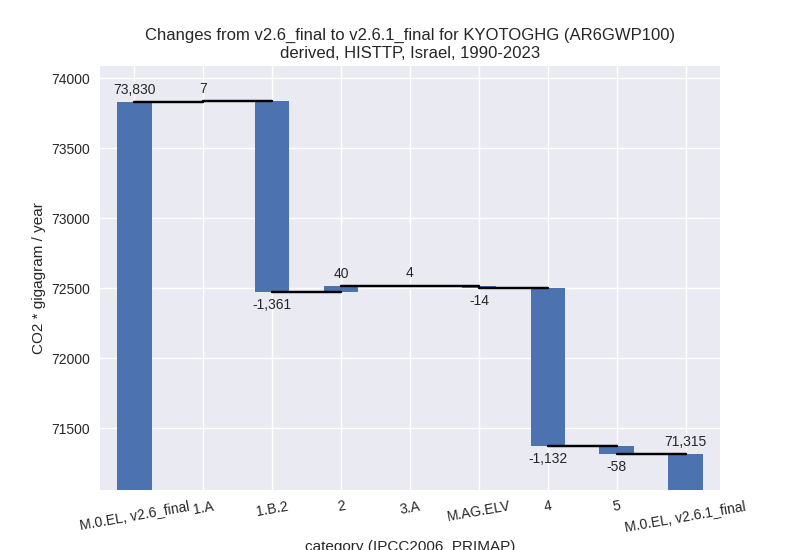 Changes from v2.6_final to v2.6.1_final for KYOTOGHG (AR6GWP100)
derived, HISTTP, Israel, 1990-2023
CO2 * gigagram / year
74000
73500
73000
72500
72000
71500
73,830
7
-1,361
40
4
-14
-1,132
-58
71,315
M.0.EL, v2.6_final
1.A
1.B.2
2
3.A
M.AG.ELV
4
5
M.0.EL, v2.6.1_final
category (IPCC2006_PRIMAP)